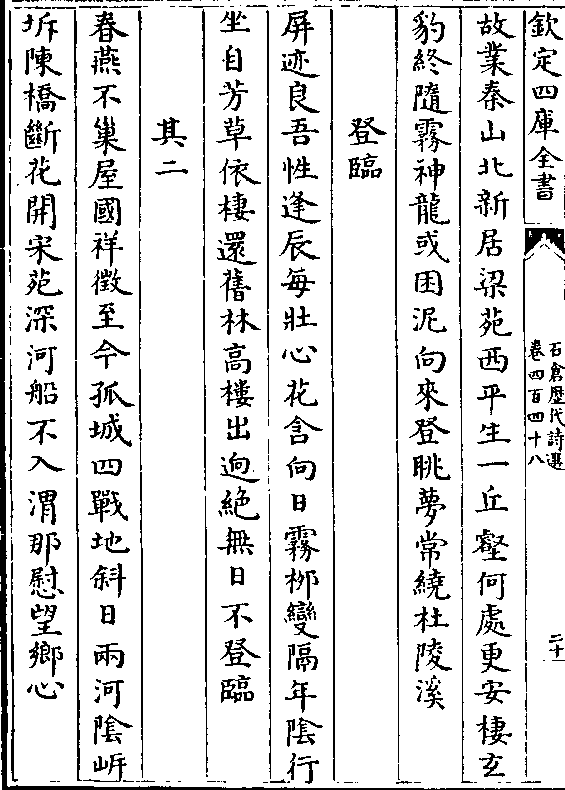 欽定四庫全書
石倉歷代詩選
卷四百四十八
二十
故業秦山北新居梁苑西平生一丘壑何處更安棲玄
豹終隨霧神龍或困泥向來登眺夢常繞杜陵溪
登臨
屏迹良吾性逢辰每壯心花含向日霧栁變隔年陰行
坐自芳草依棲還舊林髙樓出逈絶無日不登臨
其二
春燕不巢屋國祥徴至今孤城四戰地斜日兩河陰岍
坼陳橋斷花開宋苑深河船不入渭那慰望鄉心